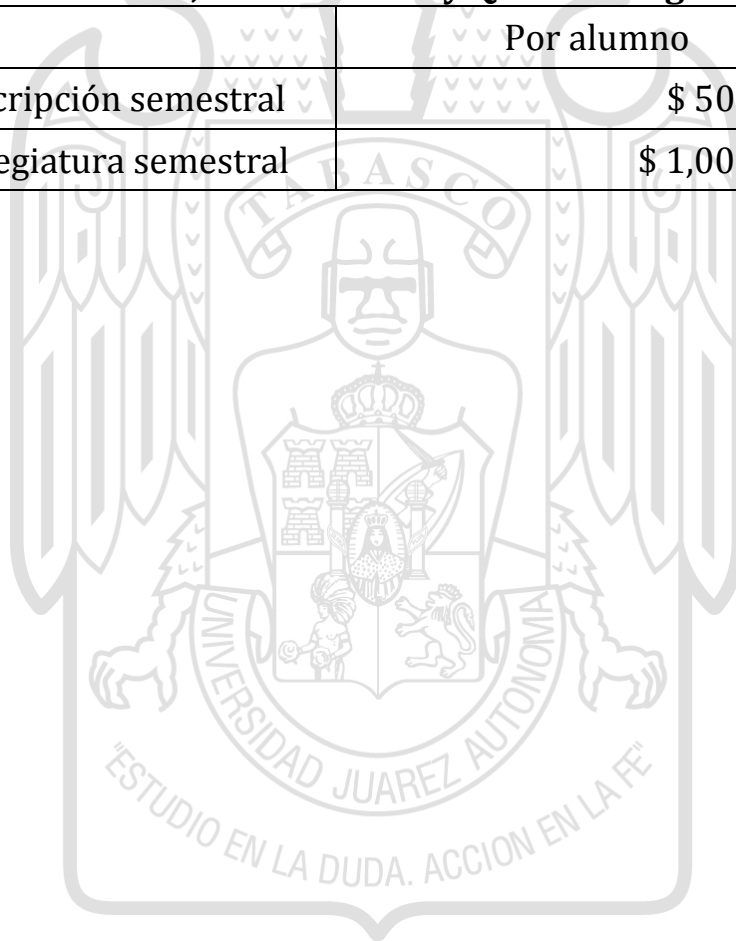 Por alumno
cripción semestral $ 50
egiatura semestral $ 1,00
TABASCO
UNIVERSIDAD JUAREZ AUTONOMA
"ESTUDIO EN LA DUDA. ACCION EN LA FE"